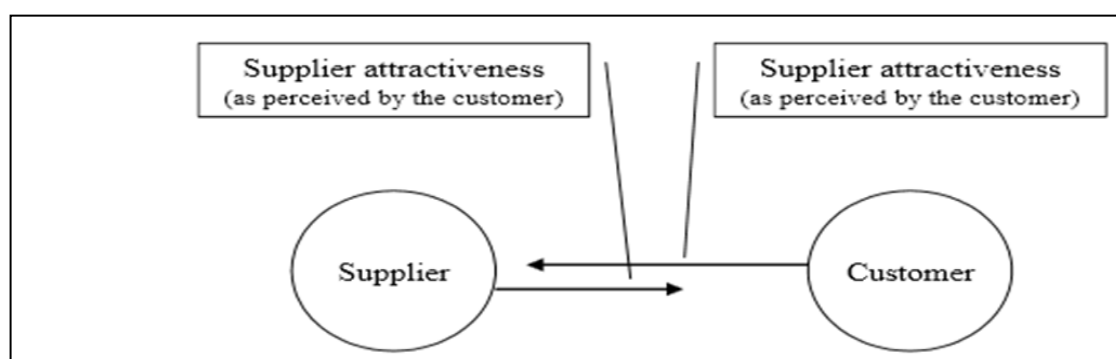 Supplier attractiveness
(as perceived by the customer)
Supplier attractiveness
(as perceived by the customer)
Supplier
Customer